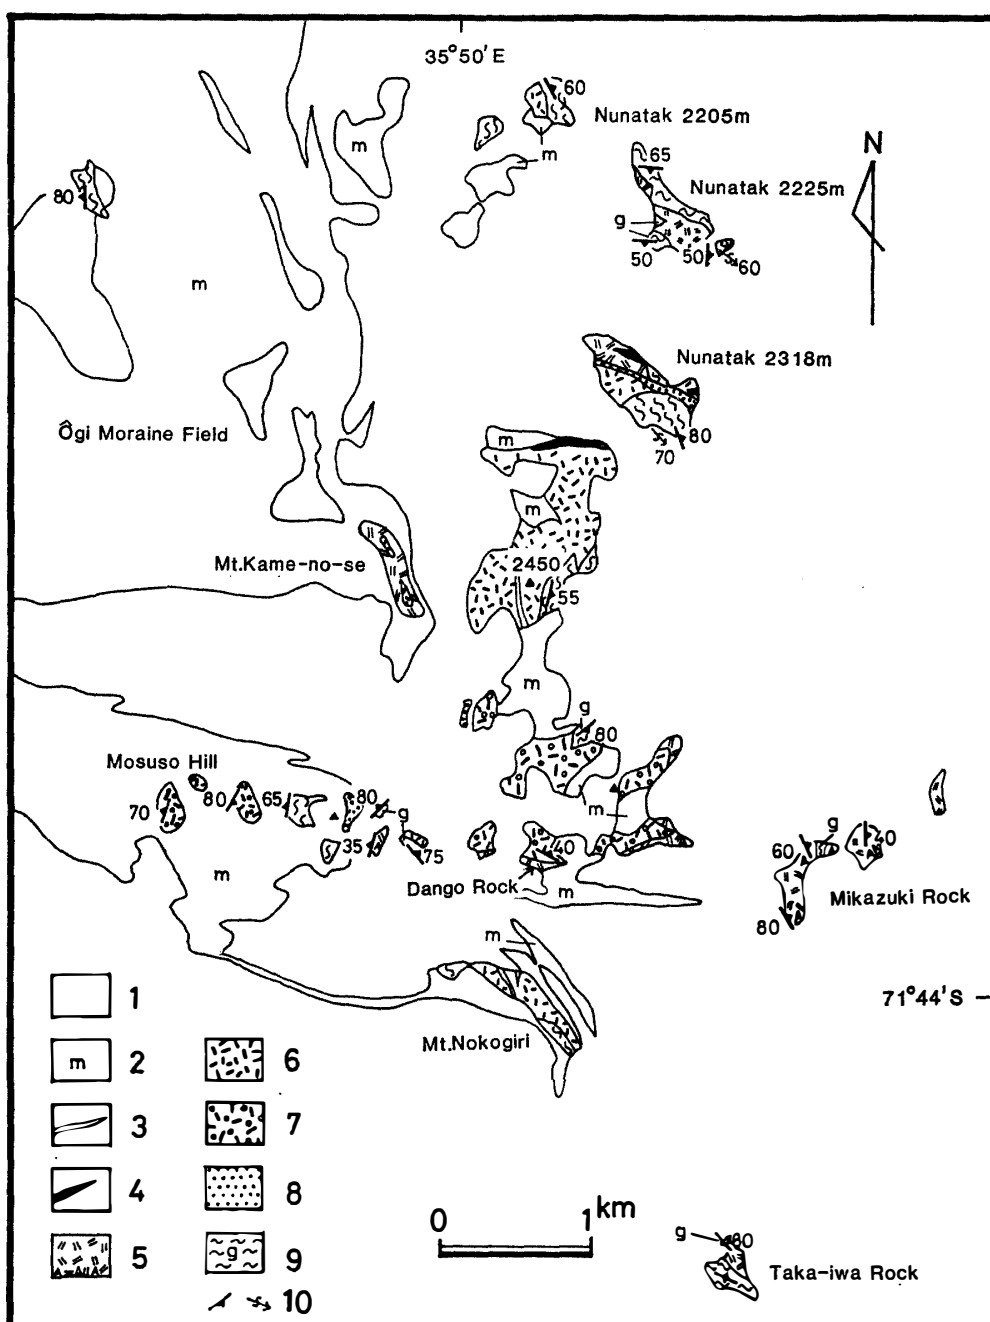 35°50'E
60
Nunatak 2205m
m
m
N
65
Nunatak 2225m
80
g
50
50
60
m
Nunatak 2318m
Ôgi Moraine Field
m
80
70
m
Mt.Kame-no-se
2450
55
m
g
80
Mosuso Hill
70
80
65
80
g
m
35
75
40
g
60
40
m
Dango Rock
m
Mikazuki Rock
80
m
71°44'S
Mt.Nokogiri
1
m
2
6
3
7
4
8
5
g
9
10
0
1km
g
80
Taka-iwa Rock